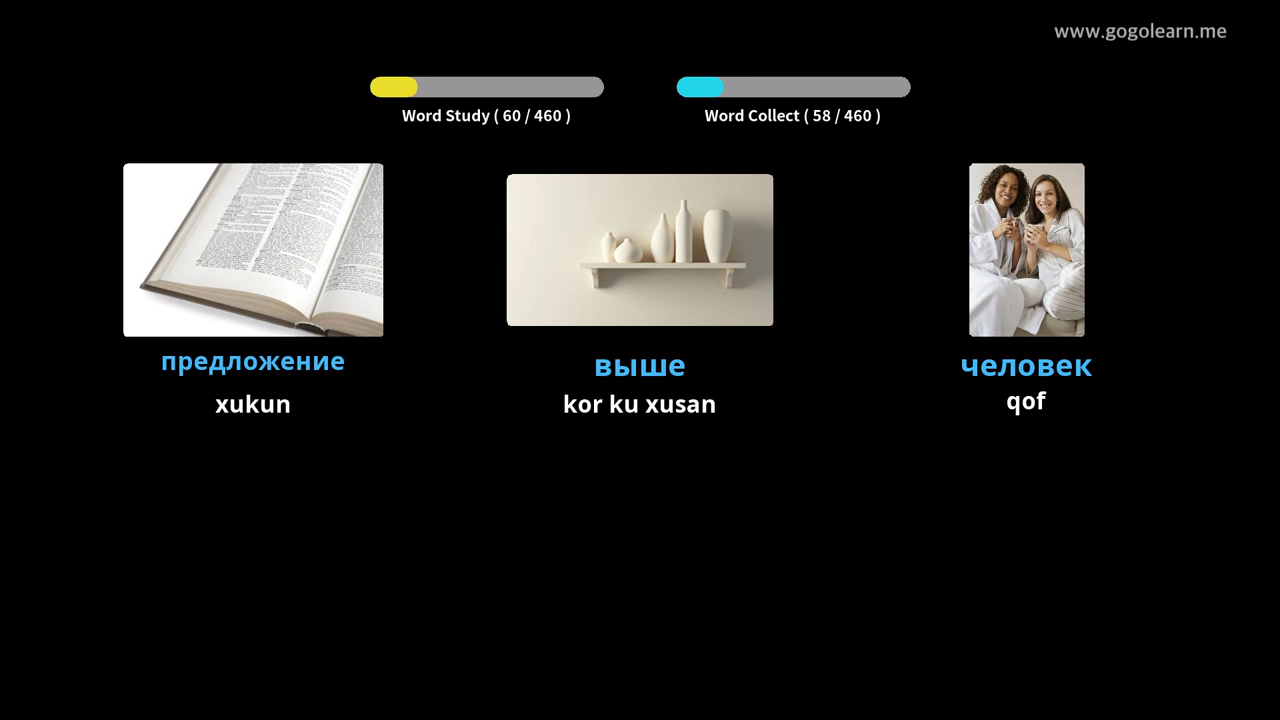 www.gogolearn.me
Word Study ( 60 / 460 )
Word Collect ( 58 / 460 )
предложение
xukun
выше
kor ku xusan
человек
qof